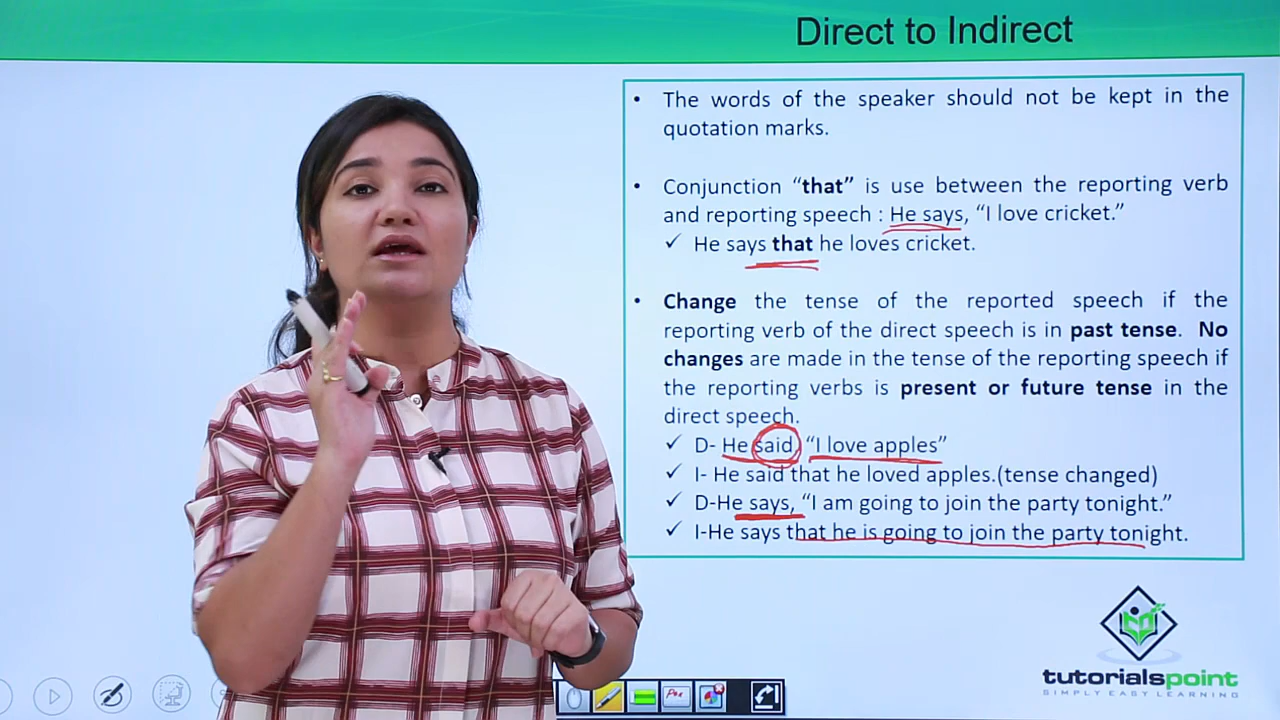 Direct to Indirect
• The words of the speaker should not be kept in the
quotation marks.
• Conjunction “that” is use between the reporting verb
and reporting speech : He says, “I love cricket.”
✓ He says that he loves cricket.
• Change the tense of the reported speech if the
reporting verb of the direct speech is in past tense. No
changes are made in the tense of the reporting speech if
the reporting verbs is present or future tense in the
direct speech.
✓ D- He said, “I love apples”
✓ I- He said that he loved apples.(tense changed)
✓ D-He says, “I am going to join the party tonight.”
✓ I-He says that he is going to join the party tonight.
tutorialspoint
SIMPLY EASY LEARNING
Pen